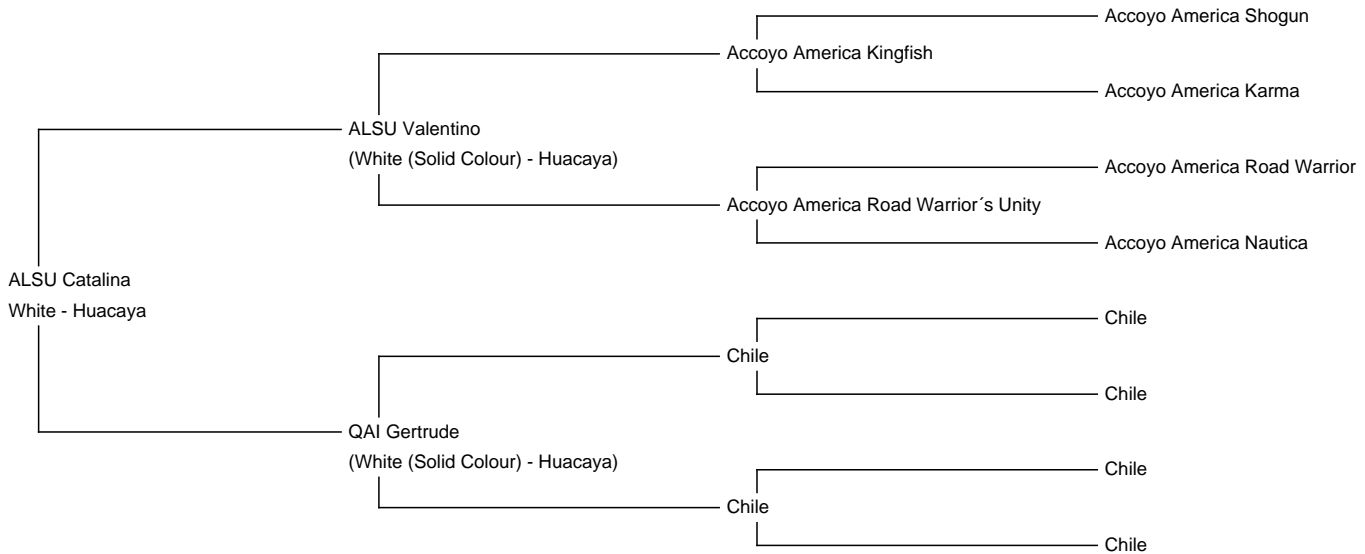 Accoyo America Shogun
Accoyo America Kingfish
Accoyo America Karma
ALSU Valentino
(White (Solid Colour) - Huacaya)
Accoyo America Road Warrior
Accoyo America Road Warrior´s Unity
Accoyo America Nautica
ALSU Catalina
White - Huacaya
Chile
Chile
Chile
QAI Gertrude
(White (Solid Colour) - Huacaya)
Chile
Chile
Chile